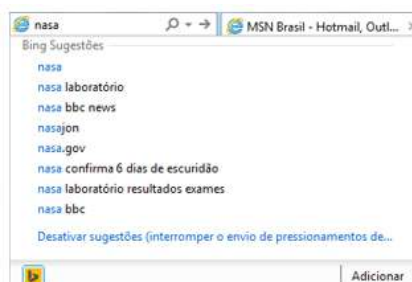 nasa
MSN Brasil - Hotmail, Outl...
Bing Sugestões
nasa
nasa laboratório
nasa bbc news
nasajon
nasa.gov
nasa confirma 6 dias de escuridão
nasa laboratório resultados exames
nasa bbc
Desativar sugestões (interromper o envio de pressionamentos de...
Adicionar